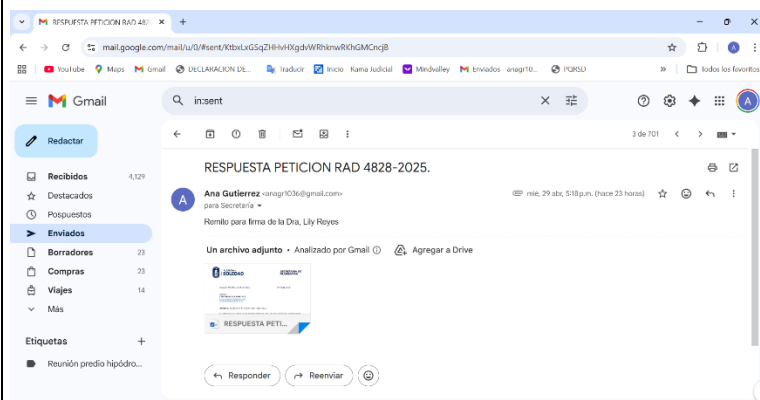 RESPUESTA PETICION RAD 482
mail.google.com/mail/u/0/#sent/KtbxLxGSqZHHvHXgdvWRhknwRKhGMCncjB
YouTube Maps Gmail DECLARACION DE... Traducir Inicio Rama Judicial Mindvalley Enviados anagr10... PQRSD » Todos los favoritos
Gmail
in:sent
A
Redactar
3 de 701
Recibidos 4,129
Destacados
Pospuestos
Enviados
Borradores 23
Compras 23
Viajes 14
Más
Etiquetas +
Reunión predio hipódro...
RESPUESTA PETICION RAD 4828-2025.
A
Ana Gutierrez <anagr1036@gmail.com>
mié, 29 abr, 5:18 p.m. (hace 23 horas)
para Secretaría
Remito para firma de la Dra, Lily Reyes
Un archivo adjunto • Analizado por Gmail Agregar a Drive
SOLEDAD
RESPUESTA PETI...
Responder Reenviar